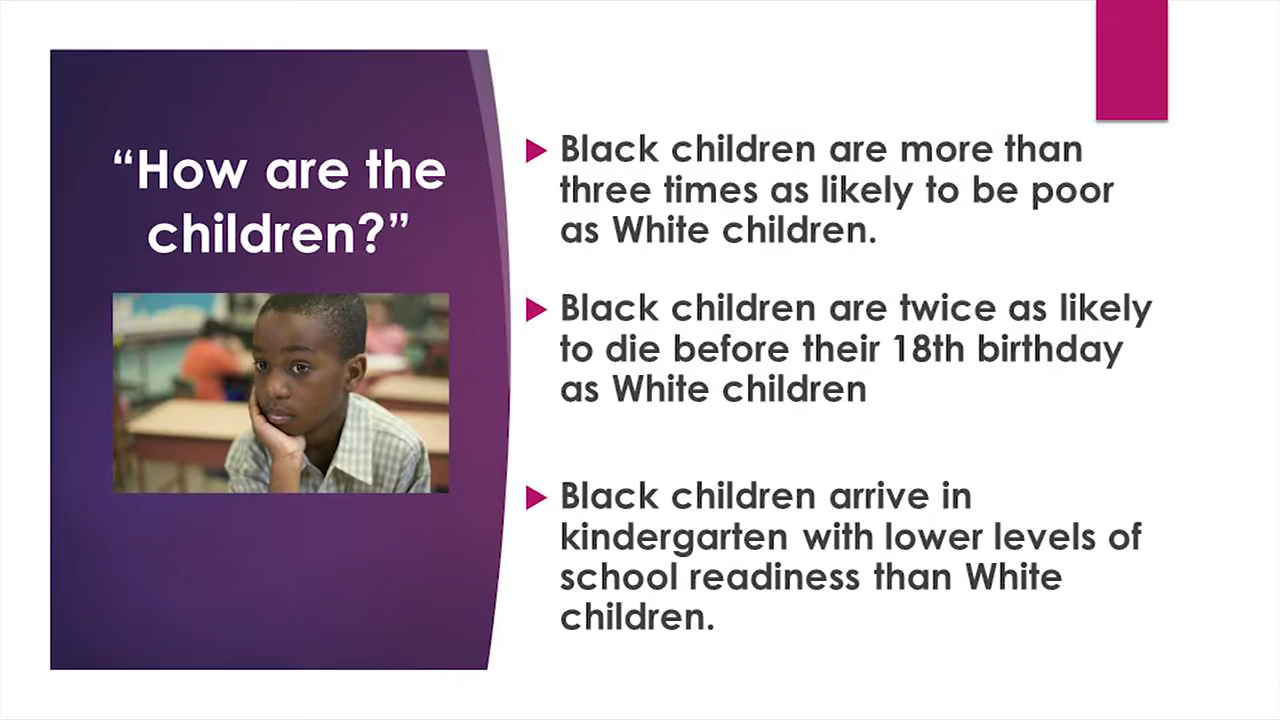 “How are the
children?”
Black children are more than
three times as likely to be poor
as White children.
Black children are twice as likely
to die before their 18th birthday
as White children
Black children arrive in
kindergarten with lower levels of
school readiness than White
children.